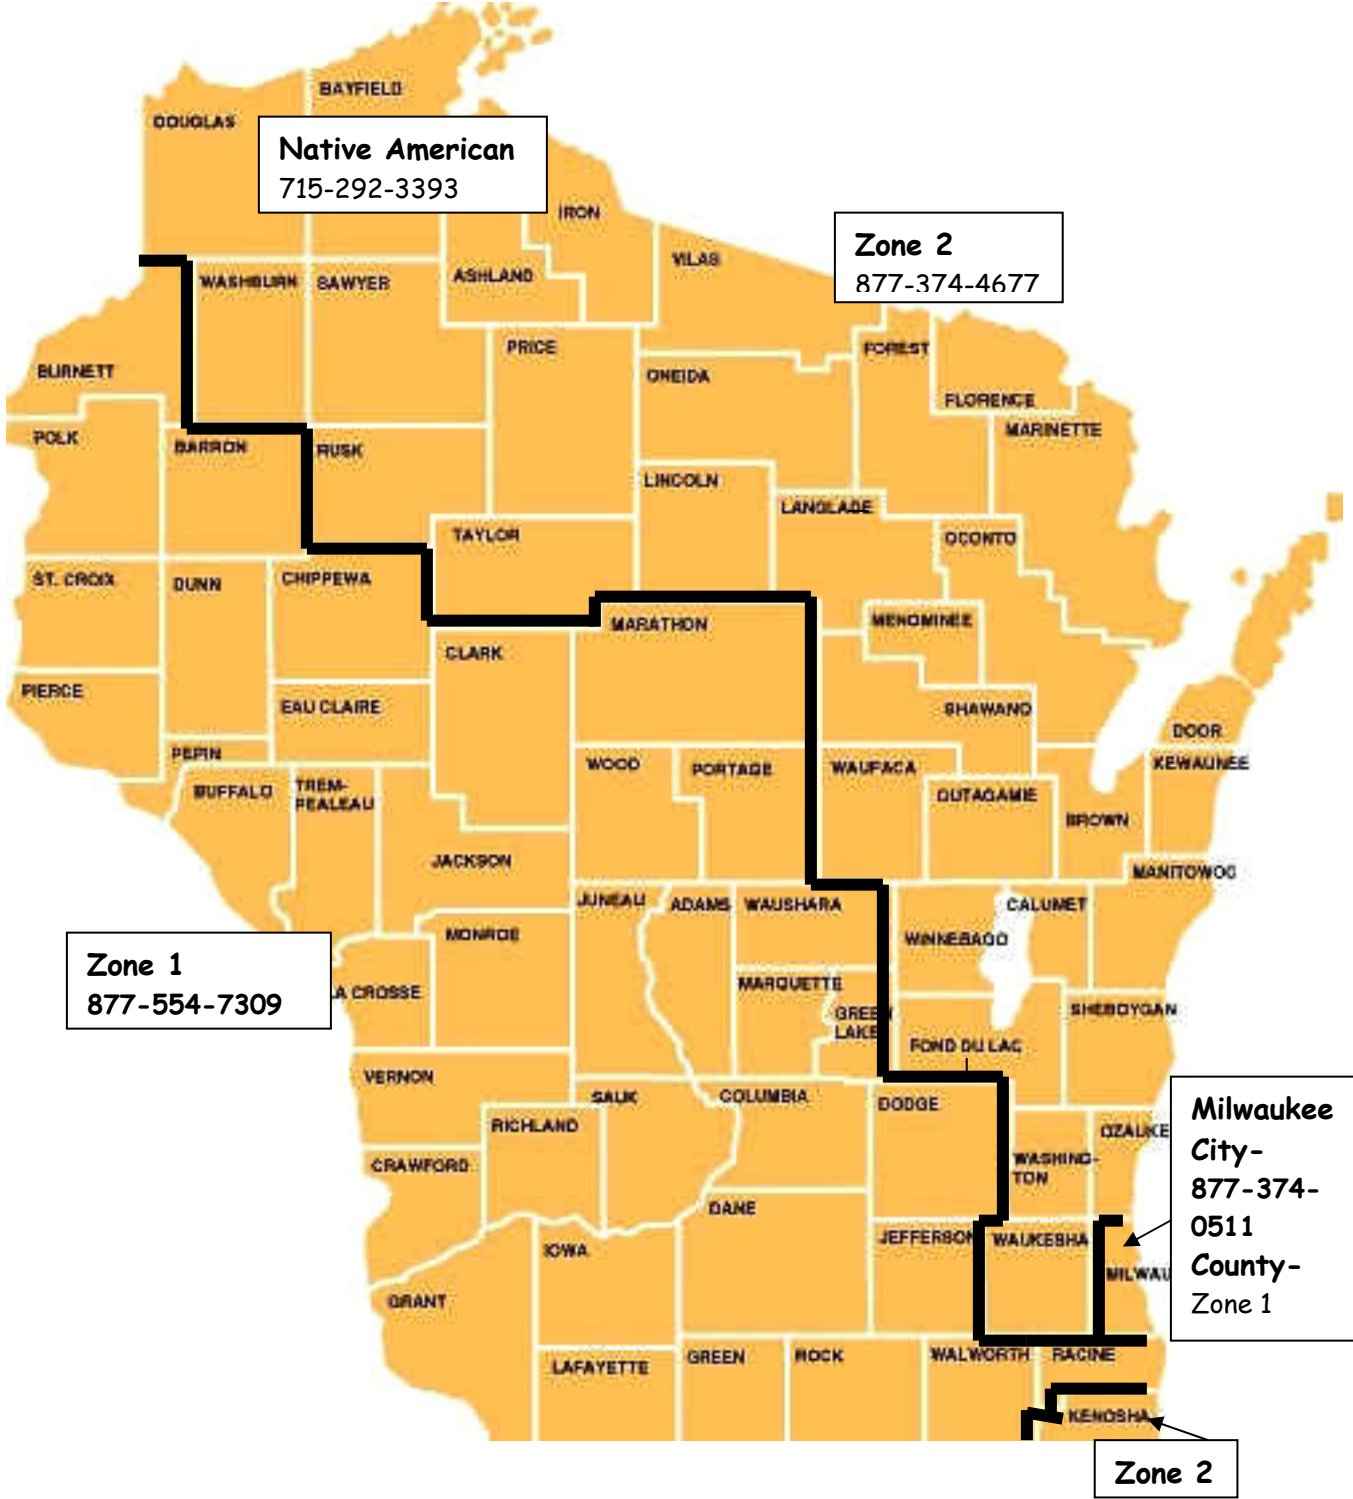 BAYFIELD
DOUGLAS
Native American
715-292-3393
IRON
Zone 2
877-374-4677
VILAS
WASHBURN
SAWYER
ASHLAND
PRICE
FOREST
BURNETT
ONEIDA
FLORENCE
POLK
BARRON
RUSK
MARINETTE
LINCOLN
LANGLADE
TAYLOR
OCONTO
ST. CROIX
DUNN
CHIPPEWA
MENOMINEE
MARATHON
CLARK
PIERCE
EAU CLAIRE
SHAWANO
DOOR
PEPIN
WOOD
PORTAGE
WAUPACA
KEWAUNEE
BUFFALO
TREM-
PEALEAU
OUTAGAMIE
BROWN
JACKSON
MANITOWOC
JUNEAU
ADAMS
WAUSHARA
CALUMET
MONROE
WINNEBAGO
Zone 1
877-554-7309
LA CROSSE
MARQUETTE
GREEN
LAKE
SHEBOYGAN
FOND DU LAC
VERNON
SAUK
COLUMBIA
DODGE
RICHLAND
OZAUKE
Milwaukee
City-
877-374-
0511
County-
Zone 1
CRAWFORD
WASHING-
TON
DANE
IOWA
JEFFERSON
WAUKESHA
MILWAU
GRANT
LAFAYETTE
GREEN
ROCK
WALWORTH
RACINE
KENOSHA
Zone 2